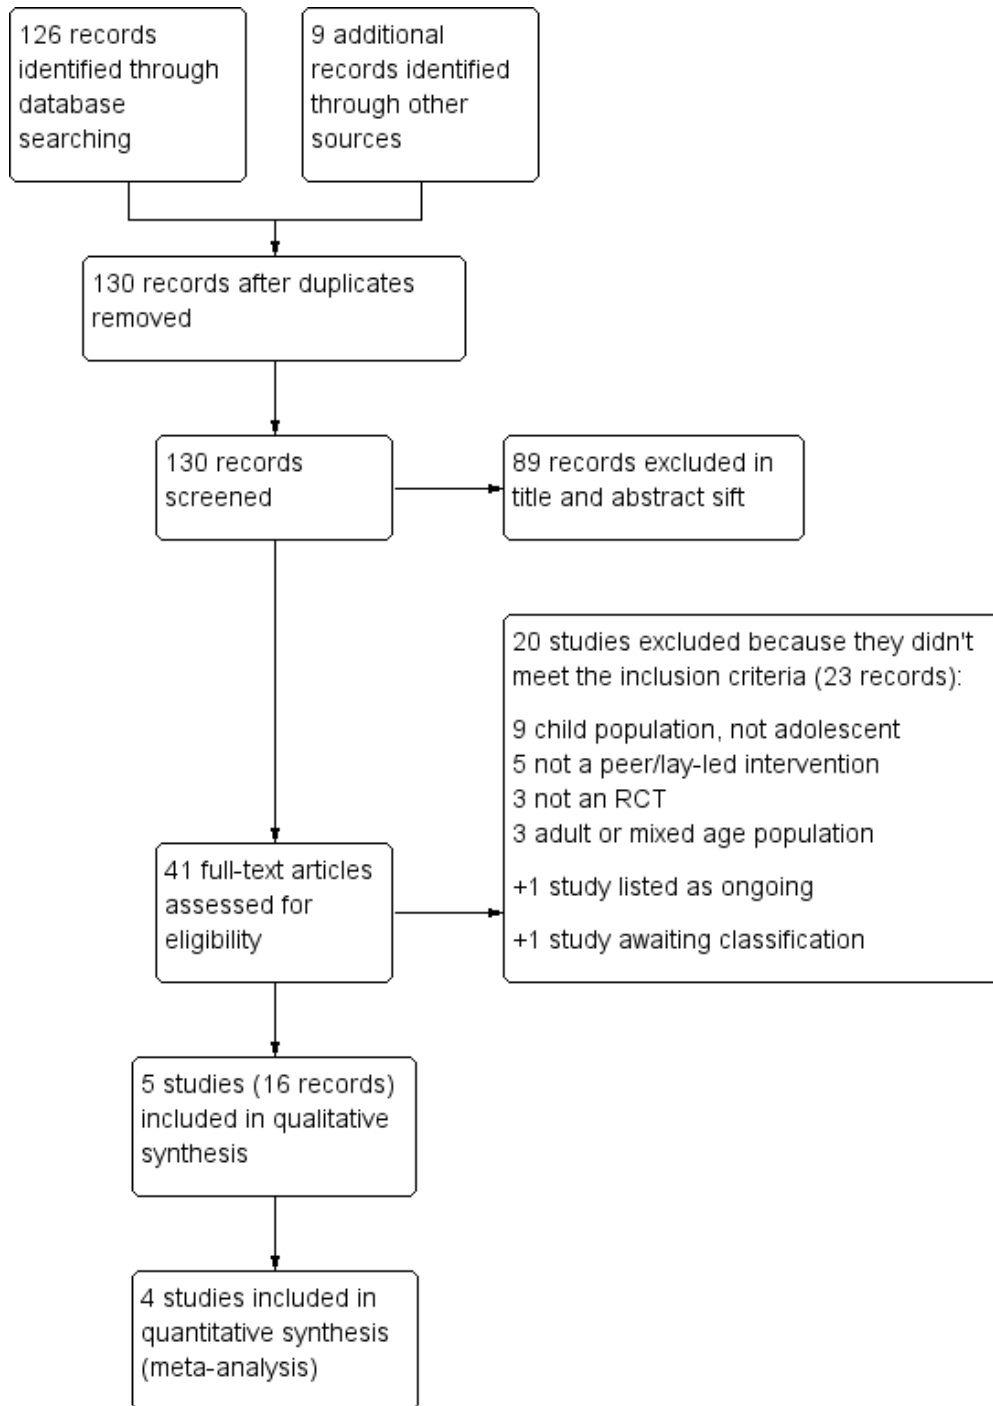 126 records
identified through
database
searching
9 additional
records identified
through other
sources
130 records after duplicates
removed
130 records
screened
89 records excluded in
title and abstract sift
20 studies excluded because they didn't
meet the inclusion criteria (23 records):
9 child population, not adolescent
5 not a peer/lay-led intervention
3 not an RCT
3 adult or mixed age population
+1 study listed as ongoing
+1 study awaiting classification
41 full-text articles
assessed for
eligibility
5 studies (16 records)
included in qualitative
synthesis
4 studies included in
quantitative synthesis
(meta-analysis)